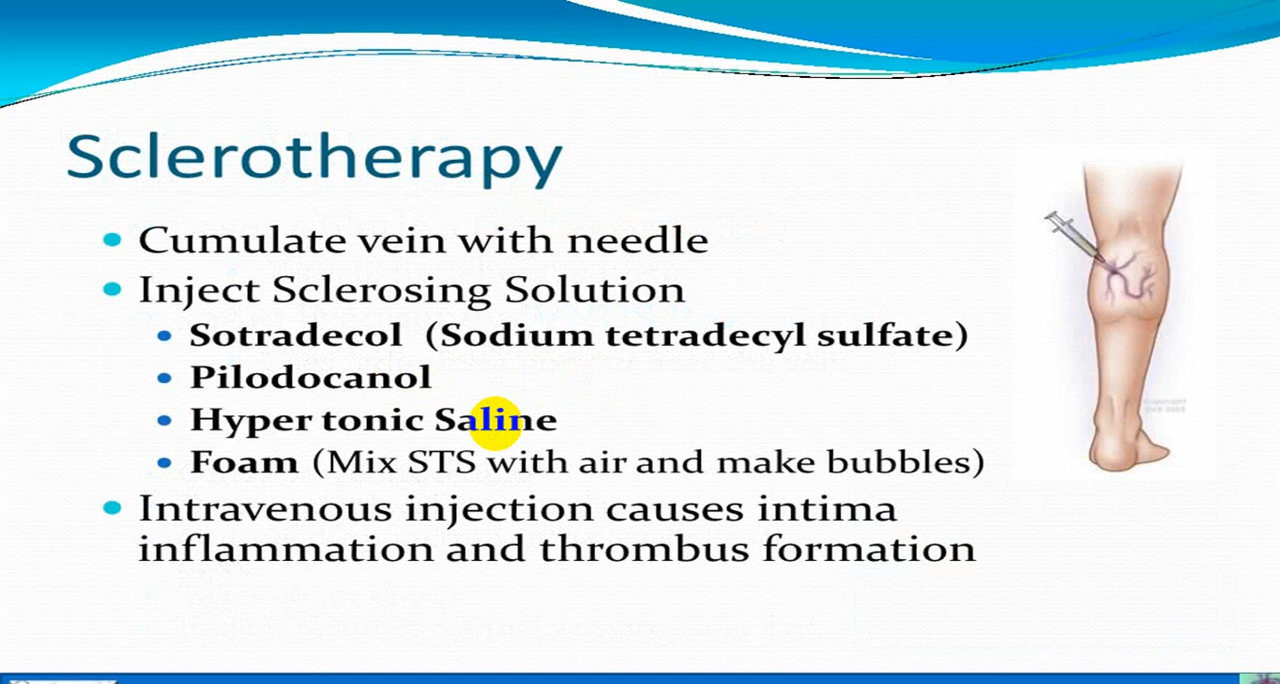 Sclerotherapy
Cumulate vein with needle
Inject Sclerosing Solution
Sotradecol (Sodium tetradecyl sulfate)
Pilodocanol
Hyper tonic Saline
Foam (Mix STS with air and make bubbles)
Intravenous injection causes intima
inflammation and thrombus formation